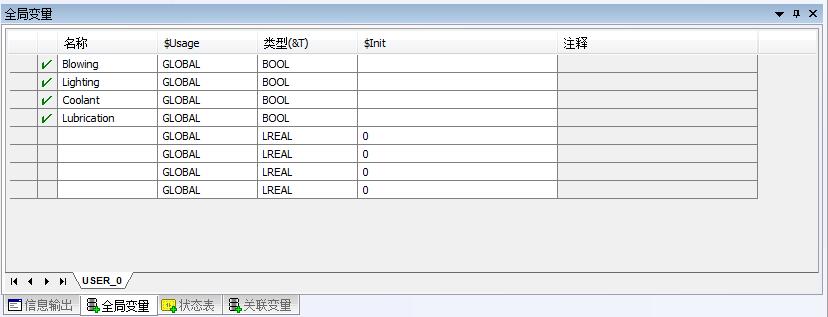 全局变量
名称 $Usage 类型(&T) $Init 注释
Blowing GLOBAL BOOL
Lighting GLOBAL BOOL
Coolant GLOBAL BOOL
Lubrication GLOBAL BOOL
GLOBAL LREAL 0
GLOBAL LREAL 0
GLOBAL LREAL 0
GLOBAL LREAL 0
USER_0
信息输出 全局变量 状态表 关联变量